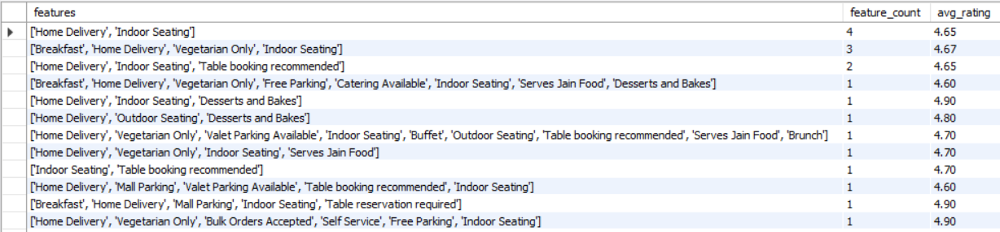 features feature_count avg_rating
['Home Delivery', 'Indoor Seating'] 4 4.65
['Breakfast', 'Home Delivery', 'Vegetarian Only', 'Indoor Seating'] 3 4.67
['Home Delivery', 'Indoor Seating', 'Table booking recommended'] 2 4.65
['Breakfast', 'Home Delivery', 'Vegetarian Only', 'Free Parking', 'Catering Available', 'Indoor Seating', 'Serves Jain Food', 'Desserts and Bakes'] 1 4.60
['Home Delivery', 'Indoor Seating', 'Desserts and Bakes'] 1 4.90
['Home Delivery', 'Outdoor Seating', 'Desserts and Bakes'] 1 4.80
['Home Delivery', 'Vegetarian Only', 'Valet Parking Available', 'Indoor Seating', 'Buffet', 'Outdoor Seating', 'Table booking recommended', 'Serves Jain Food', 'Brunch'] 1 4.70
['Home Delivery', 'Vegetarian Only', 'Indoor Seating', 'Serves Jain Food'] 1 4.70
['Indoor Seating', 'Table booking recommended'] 1 4.70
['Home Delivery', 'Mall Parking', 'Valet Parking Available', 'Table booking recommended', 'Indoor Seating'] 1 4.60
['Breakfast', 'Home Delivery', 'Mall Parking', 'Indoor Seating', 'Table reservation required'] 1 4.90
['Home Delivery', 'Vegetarian Only', 'Bulk Orders Accepted', 'Self Service', 'Free Parking', 'Indoor Seating'] 1 4.90